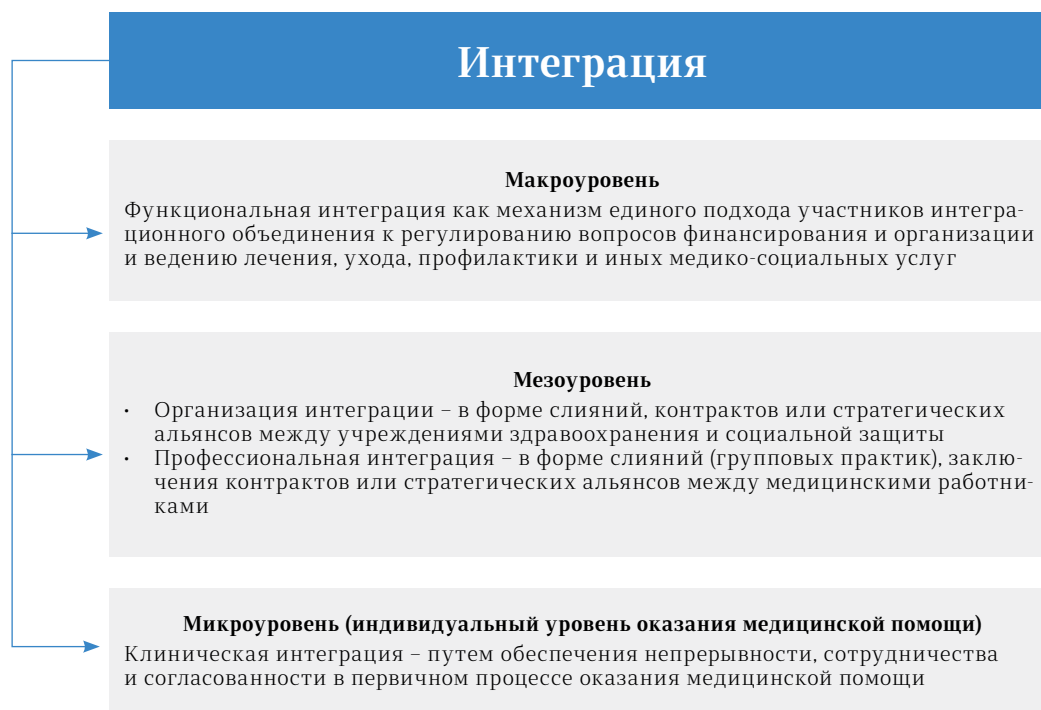 Интеграция
Макроуровень
Функциональная интеграция как механизм единого подхода участников интегра-
ционного объединения к регулированию вопросов финансирования и организации
и ведению лечения, ухода, профилактики и иных медико-социальных услуг
Мезоуровень
• Организация интеграции – в форме слияний, контрактов или стратегических
альянсов между учреждениями здравоохранения и социальной защиты
• Профессиональная интеграция – в форме слияний (групповых практик), заклю-
чения контрактов или стратегических альянсов между медицинскими работни-
ками
Микроуровень (индивидуальный уровень оказания медицинской помощи)
Клиническая интеграция – путем обеспечения непрерывности, сотрудничества
и согласованности в первичном процессе оказания медицинской помощи